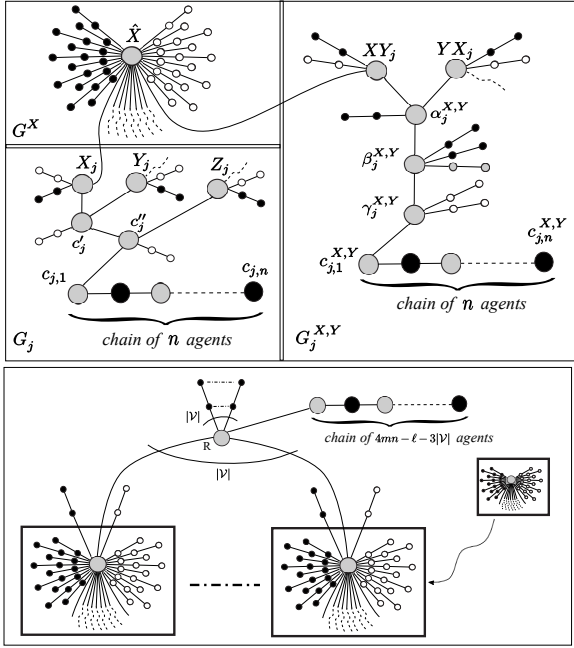 X̂
G^X
X_j
Y_j
Z_j
c'_j
c''_j
c_{j,1}
c_{j,n}
chain of n agents
G_j
XY_j
YX_j
α_j^{X,Y}
β_j^{X,Y}
γ_j^{X,Y}
c_{j,1}^{X,Y}
c_{j,n}^{X,Y}
chain of n agents
G_j^{X,Y}
|𝒱|
R
|𝒱|
chain of 4mn − ℓ − 3|𝒱| agents